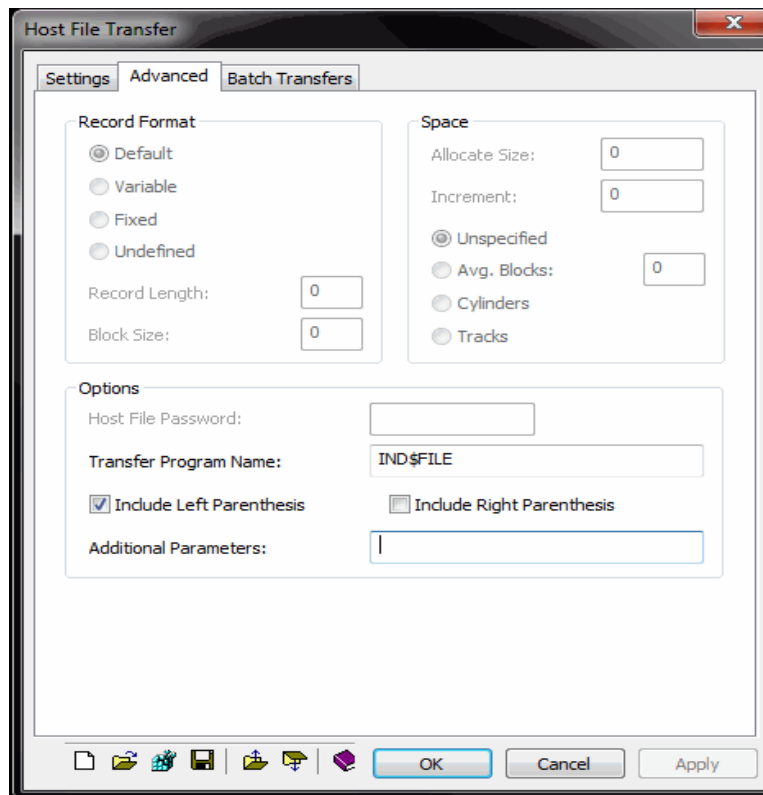 Host File Transfer
Settings Advanced Batch Transfers
Record Format
Default
Variable
Fixed
Undefined
Record Length: 0
Block Size: 0
Space
Allocate Size: 0
Increment: 0
Unspecified
Avg. Blocks: 0
Cylinders
Tracks
Options
Host File Password:
Transfer Program Name: IND$FILE
Include Left Parenthesis Include Right Parenthesis
Additional Parameters:
OK Cancel Apply